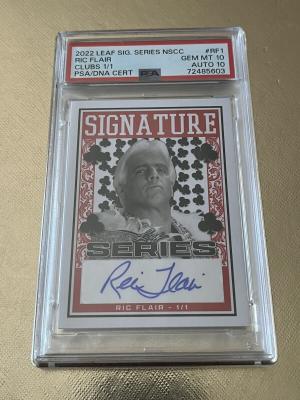 2022 LEAF SIG. SERIES NSCC #RF1
RIC FLAIR GEM MT 10
CLUBS 1/1 AUTO 10
PSA/DNA CERT PSA 72485603
SIGNATURE
SERIES
Ric Flair
RIC FLAIR - 1/1